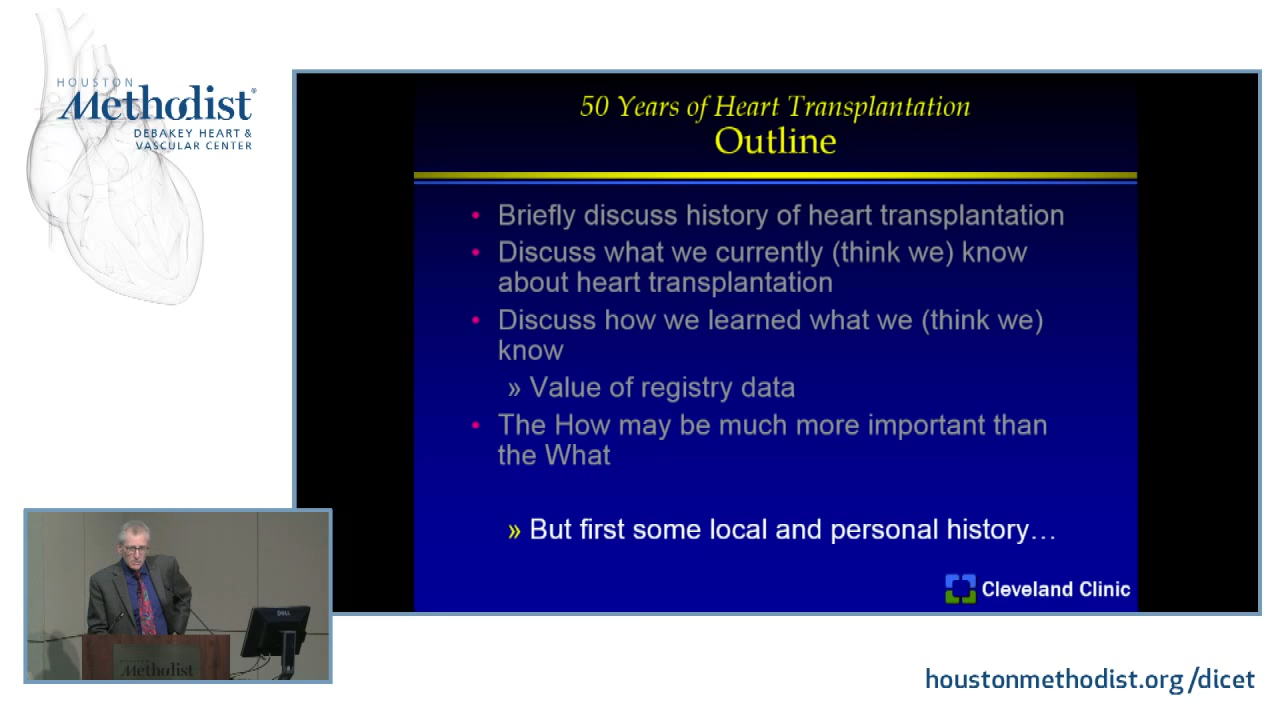 HOUSTON
Methodist®
DEBAKEY HEART &
VASCULAR CENTER
50 Years of Heart Transplantation
Outline
• Briefly discuss history of heart transplantation
• Discuss what we currently (think we) know
about heart transplantation
• Discuss how we learned what we (think we)
know
» Value of registry data
• The How may be much more important than
the What
» But first some local and personal history…
Cleveland Clinic
DELL
HOUSTON
Methodist
houstonmethodist.org/dicet